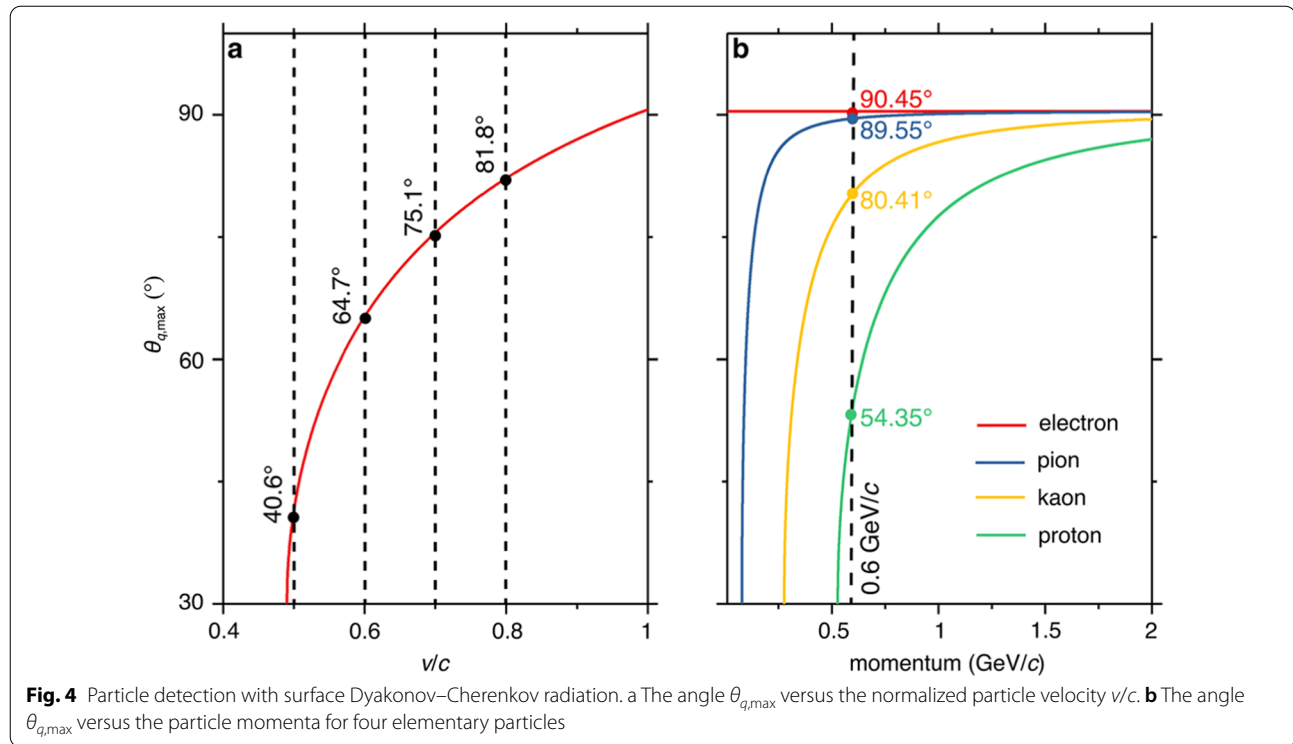 a
90
60
30
θq,max (°)
40.6°
64.7°
75.1°
81.8°
0.4
0.6
0.8
1
v/c
b
90.45°
89.55°
80.41°
54.35°
0.6 GeV/c
electron
pion
kaon
proton
0.5
1
1.5
2
momentum (GeV/c)
Fig. 4 Particle detection with surface Dyakonov–Cherenkov radiation. a The angle θq,max versus the normalized particle velocity v/c. b The angle
θq,max versus the particle momenta for four elementary particles